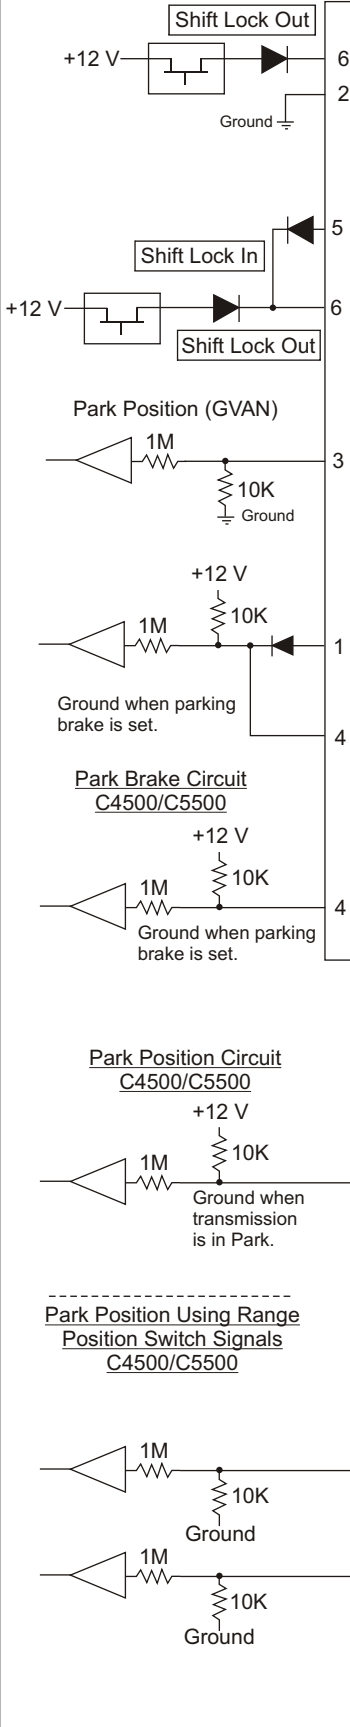 Shift Lock Out
+12 V
6
2
Ground
5
Shift Lock In
+12 V
6
Shift Lock Out
Park Position (GVAN)
1M
3
10K
Ground
+12 V
10K
1M
1
Ground when parking
brake is set.
4
Park Brake Circuit
C4500/C5500
+12 V
10K
1M
4
Ground when parking
brake is set.
Park Position Circuit
C4500/C5500
+12 V
10K
1M
Ground when
transmission
is in Park.
Park Position Using Range
Position Switch Signals
C4500/C5500
1M
10K
Ground
1M
10K
Ground